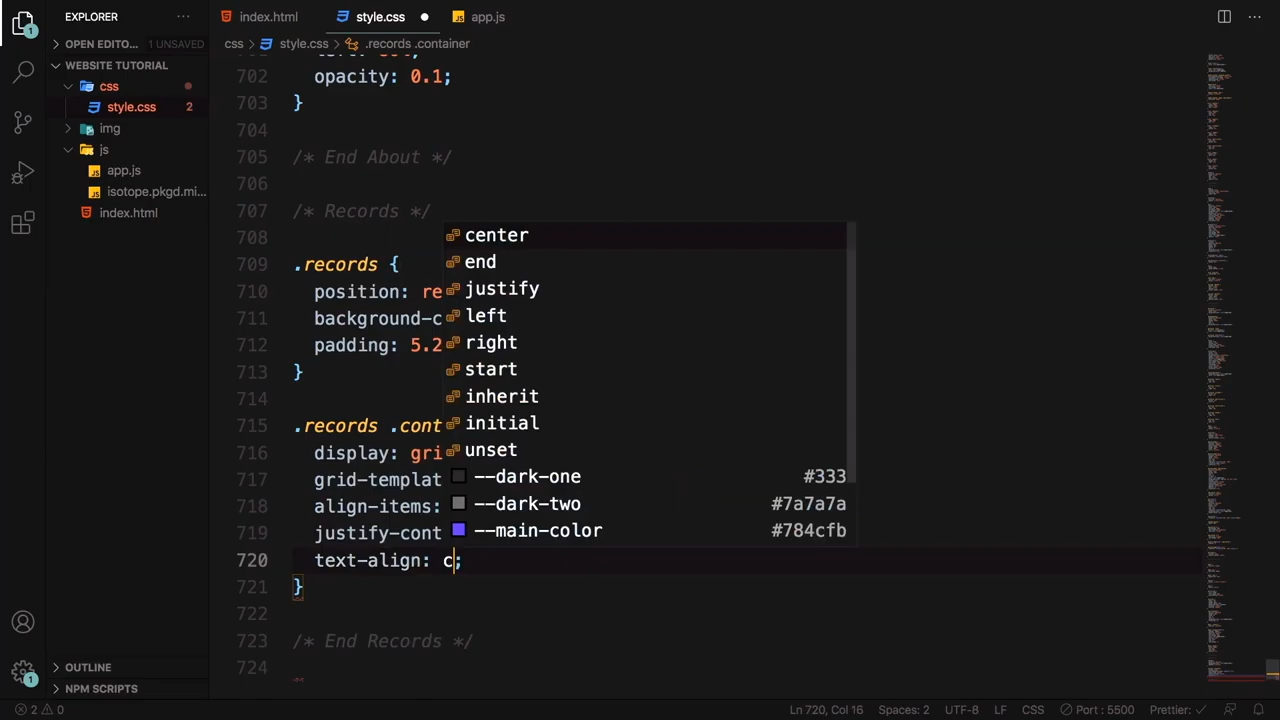 EXPLORER
index.html
style.css
app.js
OPEN EDITO... 1 UNSAVED
css > style.css > .records .container
WEBSITE TUTORIAL
css
style.css 2
img
js
app.js
isotope.pkgd.mi...
index.html
702 opacity: 0.1;
703 }
704
705 /* End About */
706
707 /* Records */
708
709 .records {
710 position: re
711 background-c
712 padding: 5.2
713 }
714
715 .records .cont
716 display: gri
717 grid-templat
718 align-items:
719 justify-cont
720 text-align: c;
721 }
722
723 /* End Records */
724
center
end
justify
left
right
start
inherit
initial
unset
--dark-one #333
--dark-two #7a7a7a
--main-color #784cfb
OUTLINE
NPM SCRIPTS
1
1
2 0
Ln 720, Col 16
Spaces: 2
UTF-8
LF
CSS
Port : 5500
Prettier: ✓